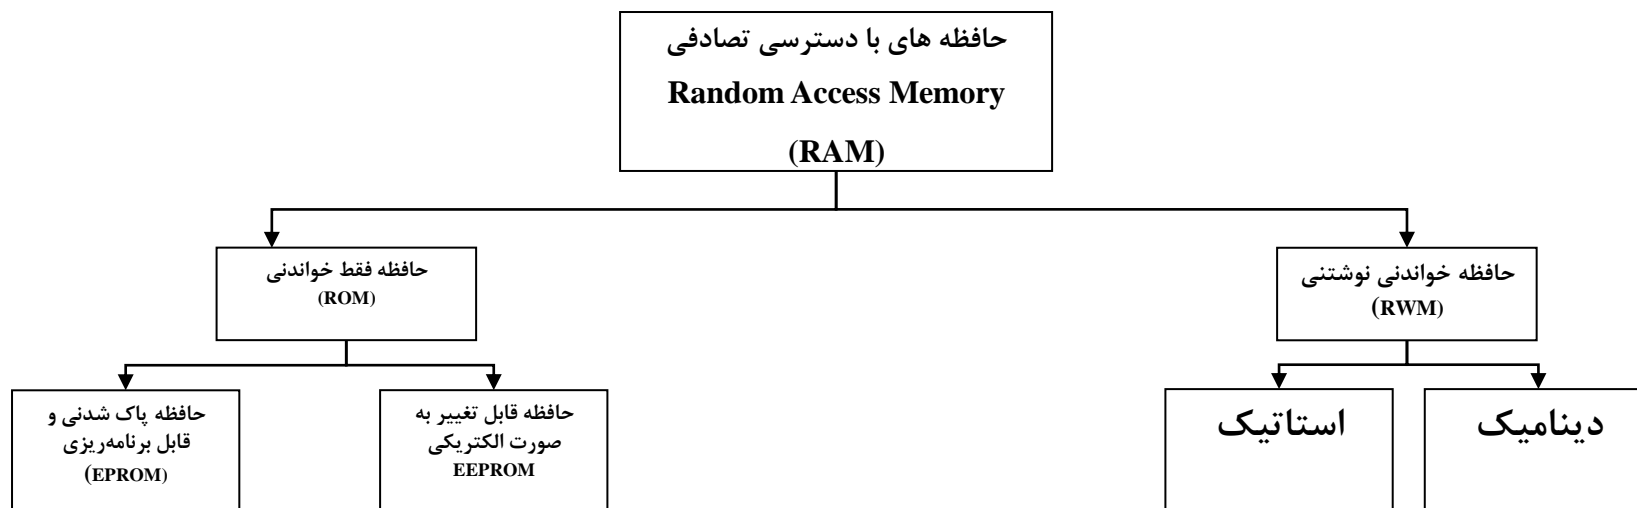 حافظه های با دسترسی تصادفی
Random Access Memory
(RAM)
حافظه خواندنی نوشتنی
(RWM)
حافظه فقط خواندنی
(ROM)
دینامیک
استاتیک
حافظه قابل تغییر به
صورت الکتریکی
EEPROM
حافظه پاک شدنی و
قابل برنامه‌ریزی
(EPROM)